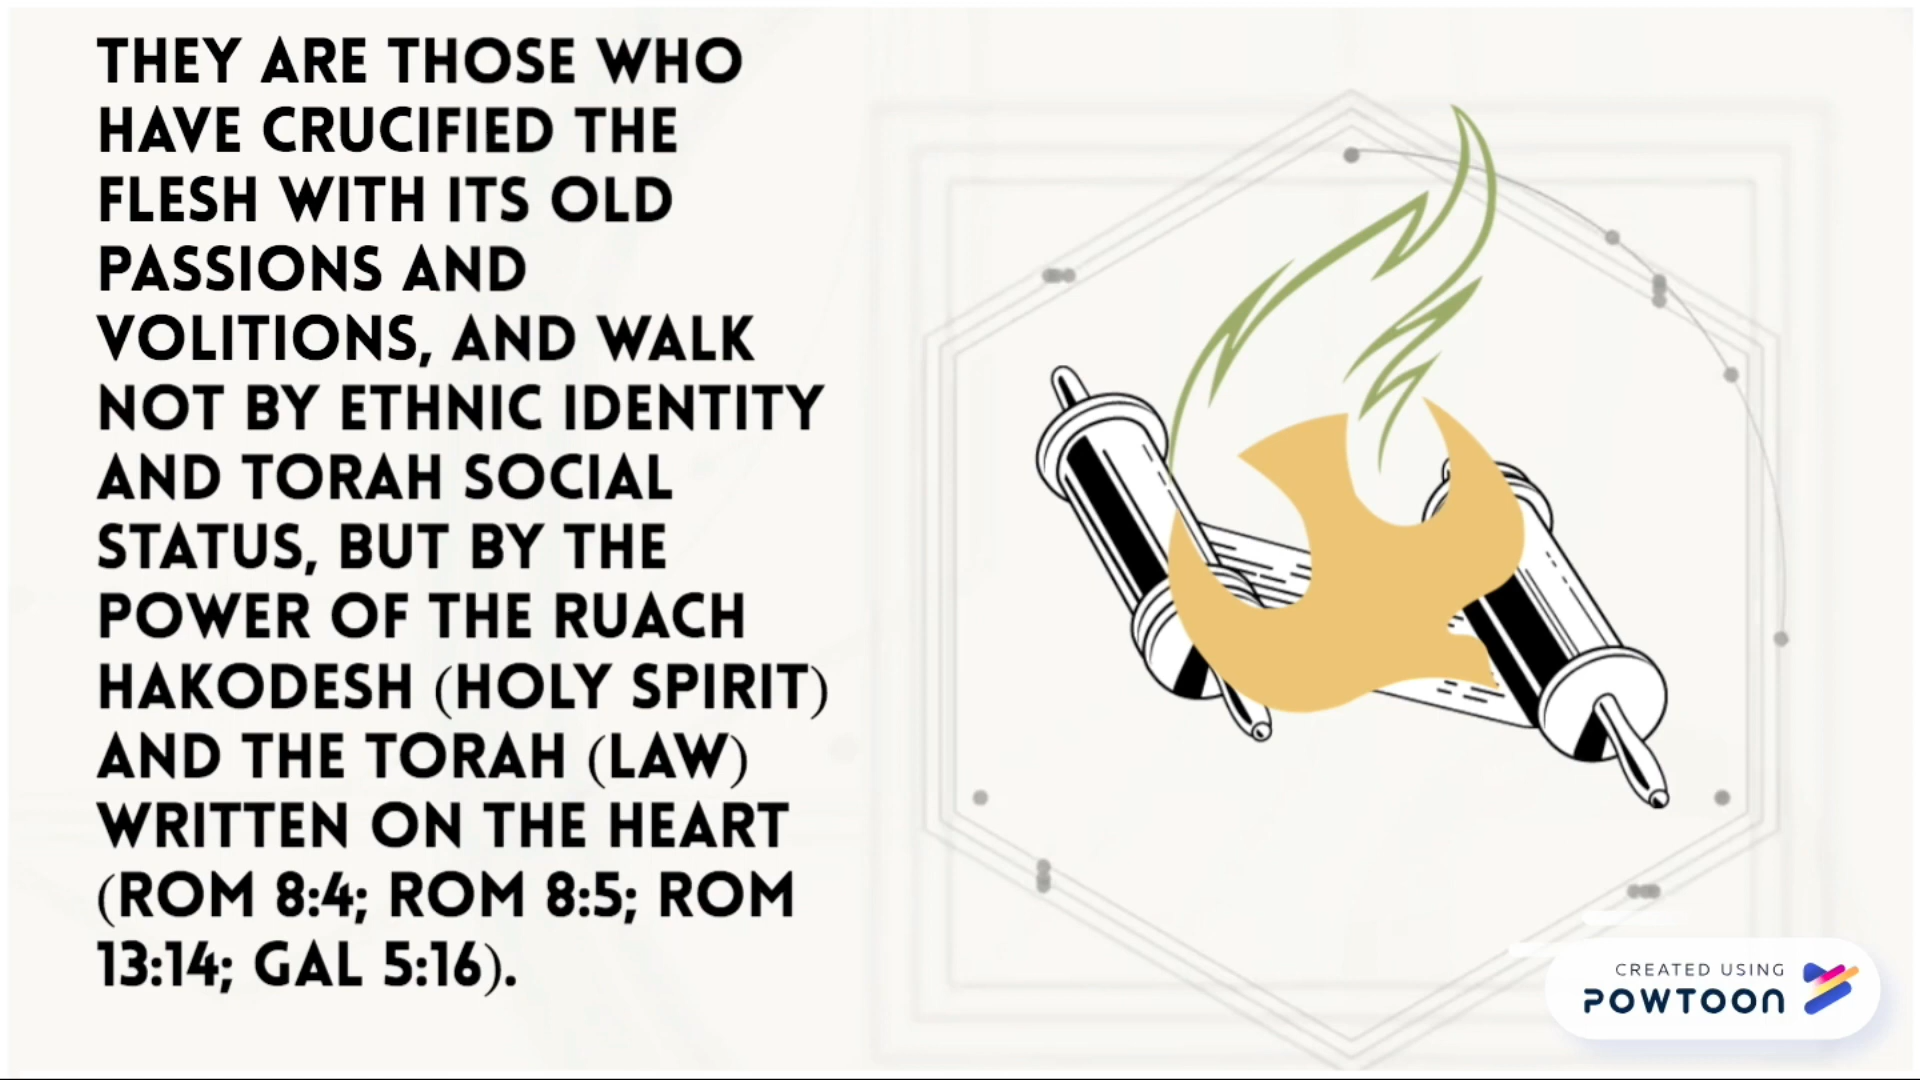 THEY ARE THOSE WHO
HAVE CRUCIFIED THE
FLESH WITH ITS OLD
PASSIONS AND
VOLITIONS, AND WALK
NOT BY ETHNIC IDENTITY
AND TORAH SOCIAL
STATUS, BUT BY THE
POWER OF THE RUACH
HAKODESH (HOLY SPIRIT)
AND THE TORAH (LAW)
WRITTEN ON THE HEART
(ROM 8:4; ROM 8:5; ROM
13:14; GAL 5:16).
CREATED USING
POWTOON